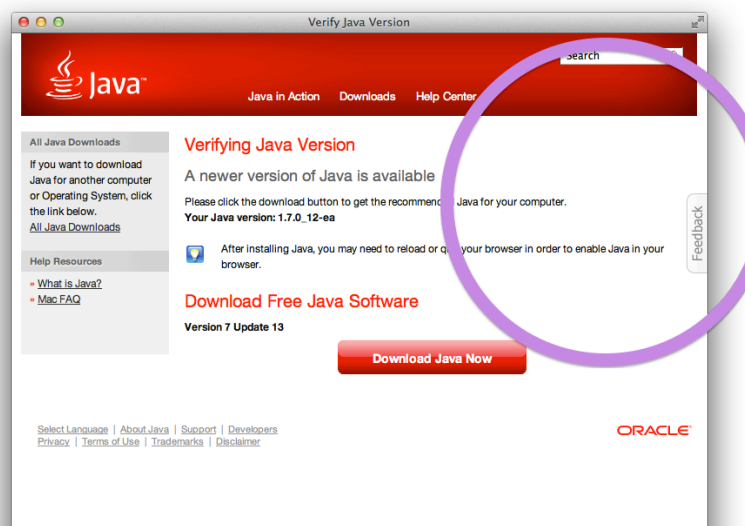 Verify Java Version
Java™
Search
Java in Action Downloads Help Center
All Java Downloads
If you want to download
Java for another computer
or Operating System, click
the link below.
All Java Downloads
Help Resources
» What is Java?
» Mac FAQ
Verifying Java Version
A newer version of Java is available
Please click the download button to get the Java for your computer.
Your Java version: 1.7.0_12-ea
After installing Java, you may need to reload or your browser in order to enable Java in your
browser.
Download Free Java Software
Version 7 Update 13
Download Java Now
Feedback
Select Language | About Java | Support | Developers
Privacy | Terms of Use | Trademarks | Disclaimer
ORACLE